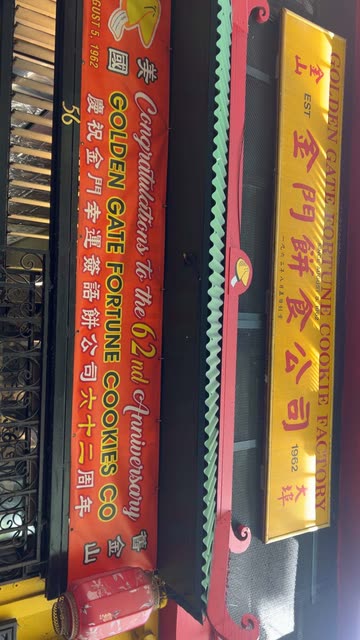 GOLDEN GATE FORTUNE COOKIE FACTORY
金山
EST
金門餅食公司
1962
大埠
GUST 5, 1962
美國
Congratulations to the 62nd Anniversary
GOLDEN GATE FORTUNE COOKIES CO
慶祝金門幸運簽語餅公司六十二周年
舊金山
56